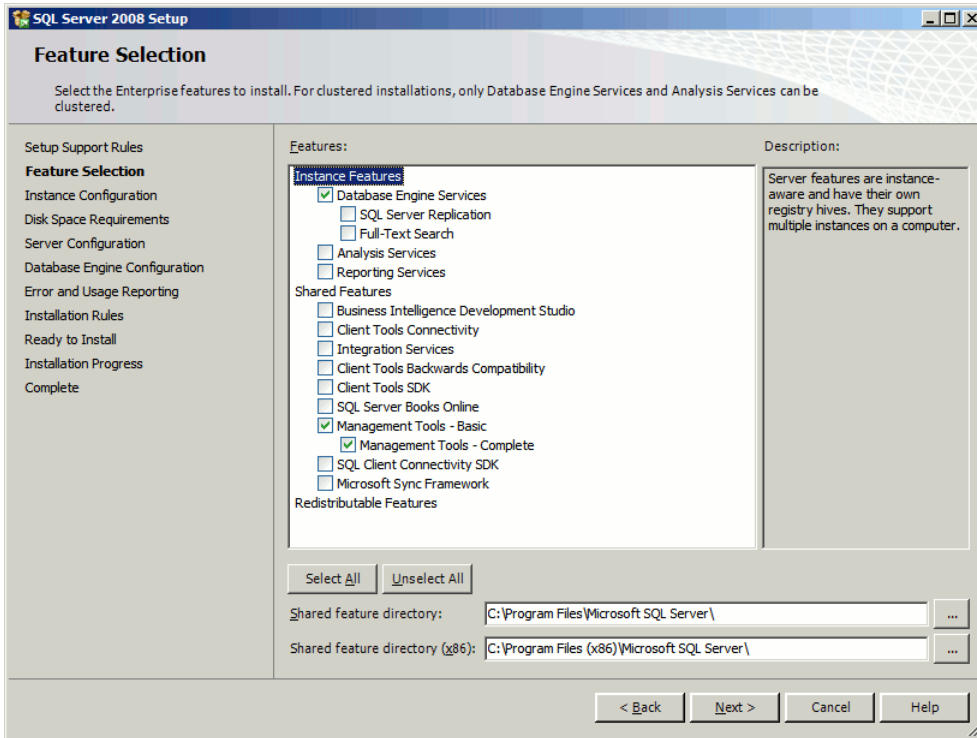 SQL Server 2008 Setup
Feature Selection
Select the Enterprise features to install. For clustered installations, only Database Engine Services and Analysis Services can be
clustered.
Setup Support Rules
Feature Selection
Instance Configuration
Disk Space Requirements
Server Configuration
Database Engine Configuration
Error and Usage Reporting
Installation Rules
Ready to Install
Installation Progress
Complete
Features:
Instance Features
Database Engine Services
SQL Server Replication
Full-Text Search
Analysis Services
Reporting Services
Shared Features
Business Intelligence Development Studio
Client Tools Connectivity
Integration Services
Client Tools Backwards Compatibility
Client Tools SDK
SQL Server Books Online
Management Tools - Basic
Management Tools - Complete
SQL Client Connectivity SDK
Microsoft Sync Framework
Redistributable Features
Description:
Server features are instance-
aware and have their own
registry hives. They support
multiple instances on a computer.
Select All
Unselect All
Shared feature directory:
C:\Program Files\Microsoft SQL Server\
...
Shared feature directory (x86):
C:\Program Files (x86)\Microsoft SQL Server\
...
< Back
Next >
Cancel
Help